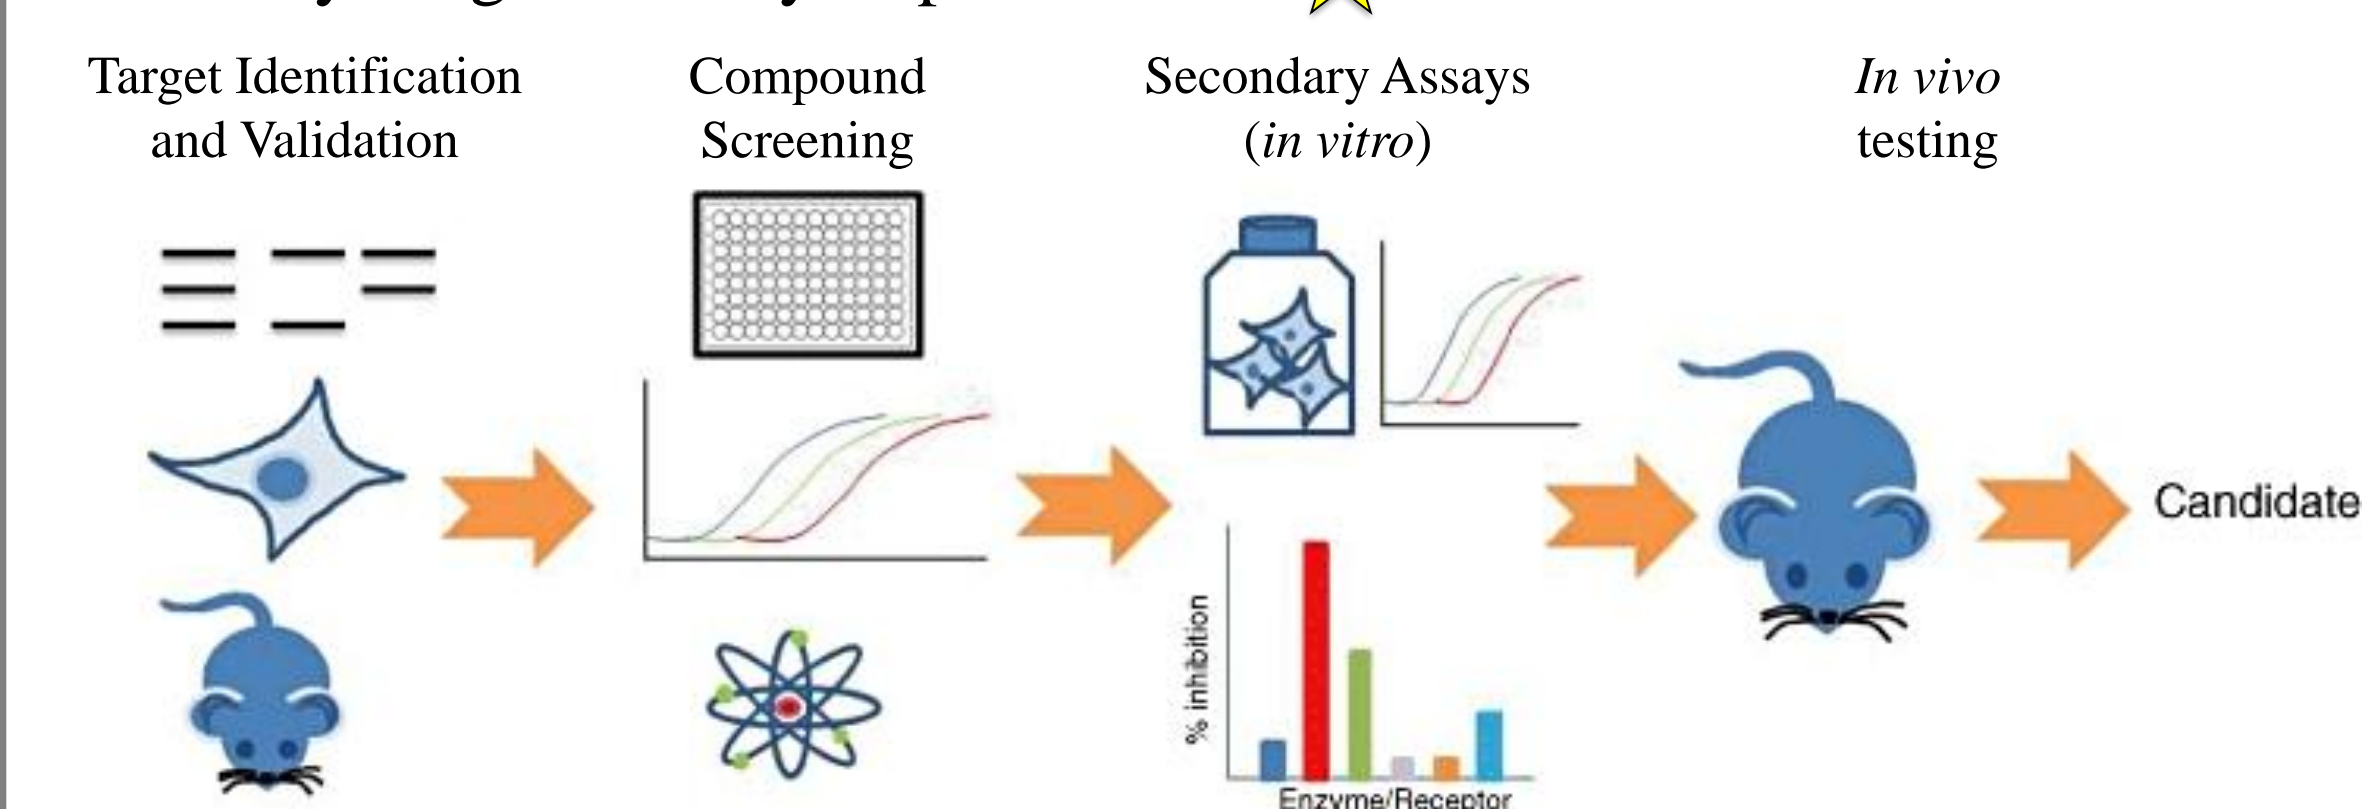 Target Identification
and Validation
Compound
Screening
Secondary Assays
(in vitro)
In vivo
testing
Candidate
% inhibition
Enzyme/Receptor